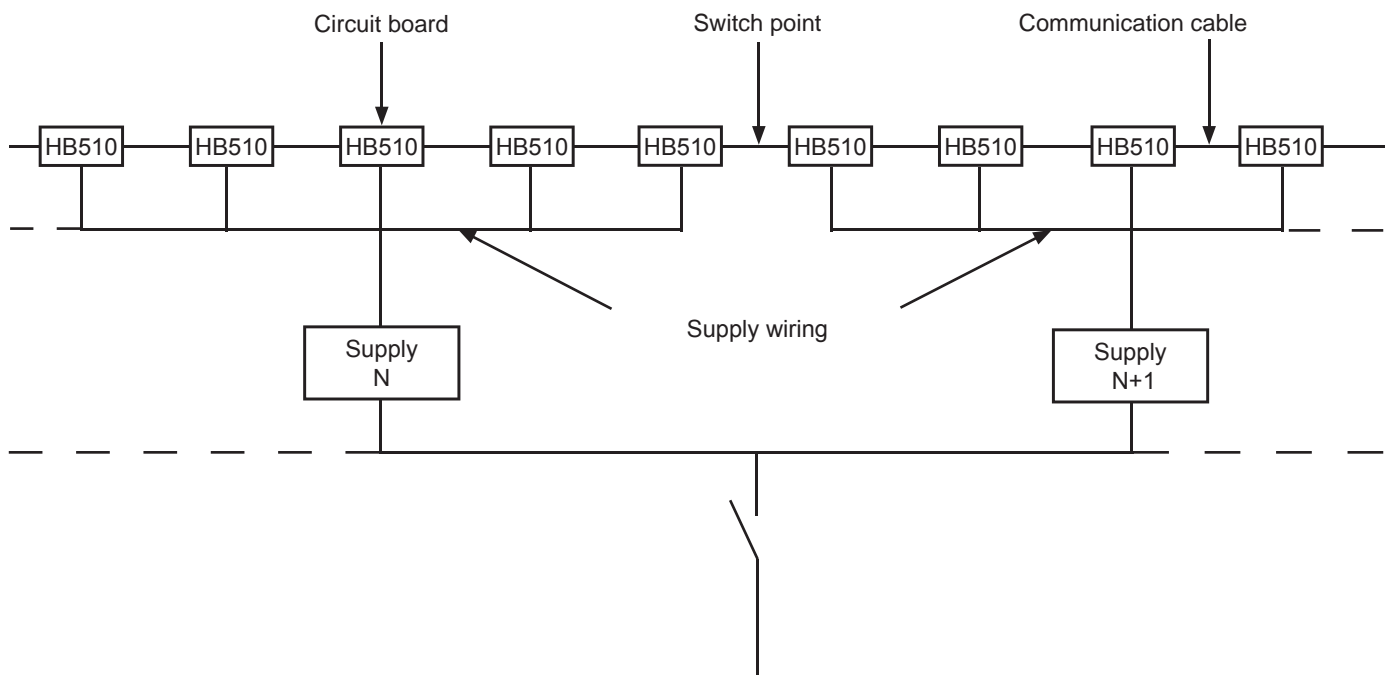 Circuit board
Switch point
Communication cable
HB510
HB510
HB510
HB510
HB510
HB510
HB510
HB510
HB510
Supply wiring
Supply
N
Supply
N+1